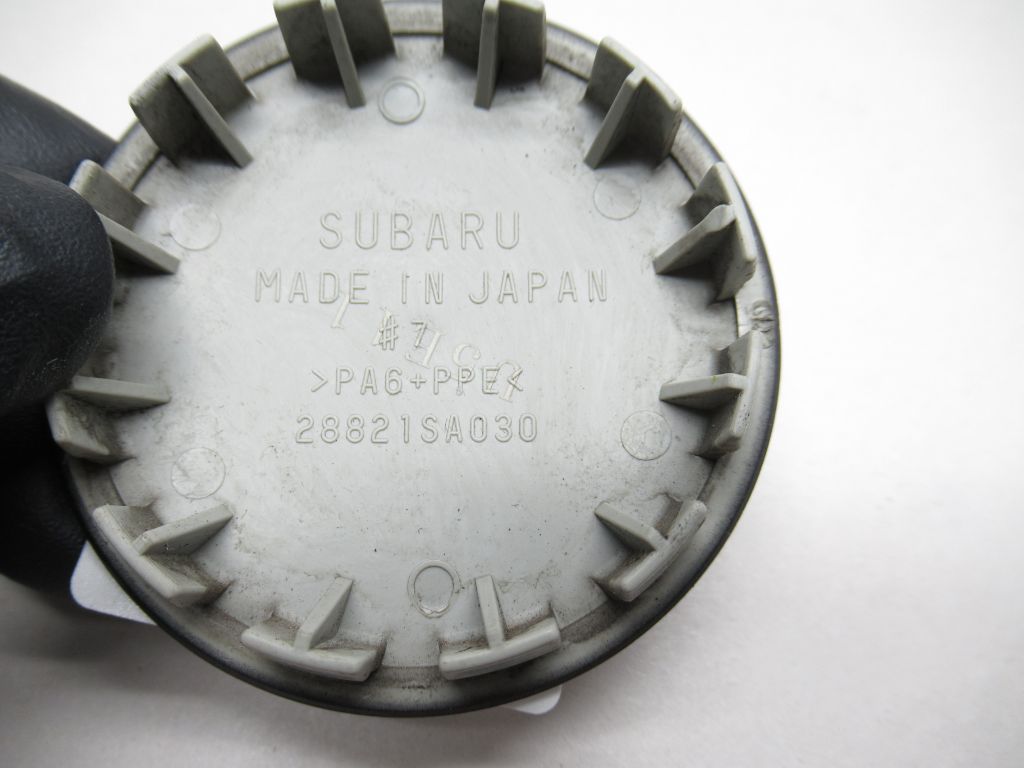 SUBARU
MADE IN JAPAN
#7
>PA6+PPE<
28821SA030